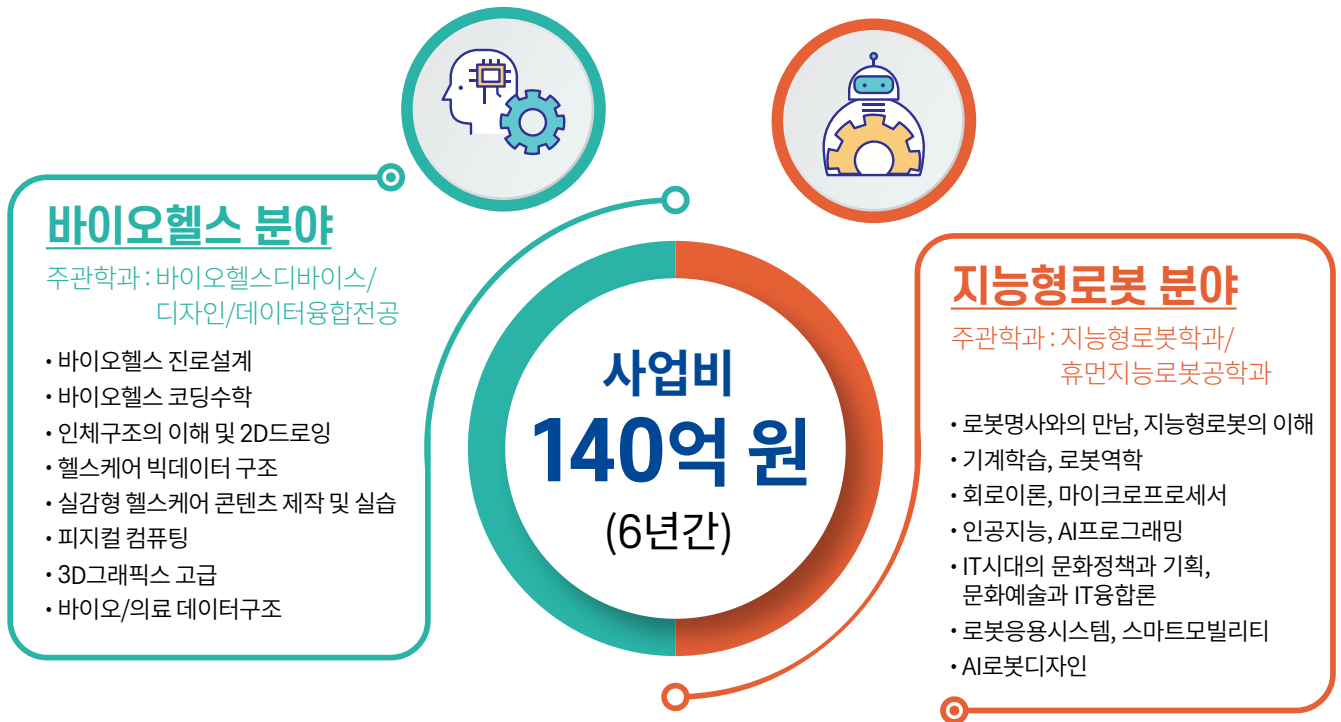 바이오헬스 분야
주관학과 : 바이오헬스디바이스/
디자인/데이터융합전공
• 바이오헬스 진로설계
• 바이오헬스 코딩수학
• 인체구조의 이해 및 2D드로잉
• 헬스케어 빅데이터 구조
• 실감형 헬스케어 콘텐츠 제작 및 실습
• 피지컬 컴퓨팅
• 3D그래픽스 고급
• 바이오/의료 데이터구조
사업비
140억 원
(6년간)
지능형로봇 분야
주관학과 : 지능형로봇학과/
휴먼지능로봇공학과
• 로봇명사와의 만남, 지능형로봇의 이해
• 기계학습, 로봇역학
• 회로이론, 마이크로프로세서
• 인공지능, AI프로그래밍
• IT시대의 문화정책과 기획,
문화예술과 IT융합론
• 로봇응용시스템, 스마트모빌리티
• AI로봇디자인